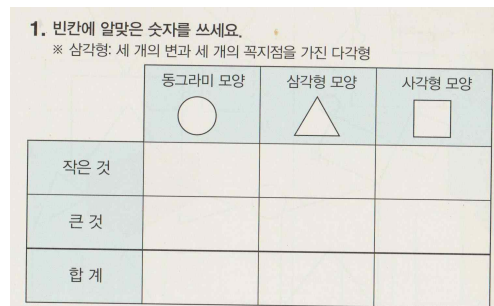 1. 빈칸에 알맞은 숫자를 쓰세요.
※ 삼각형: 세 개의 변과 세 개의 꼭지점을 가진 다각형
동그라미 모양 삼각형 모양 사각형 모양
작은 것
큰 것
합 계